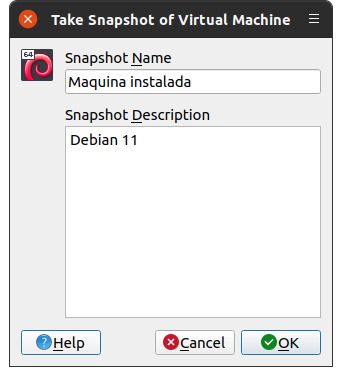 Take Snapshot of Virtual Machine
64
Snapshot Name
Maquina instalada
Snapshot Description
Debian 11
Help
Cancel
OK